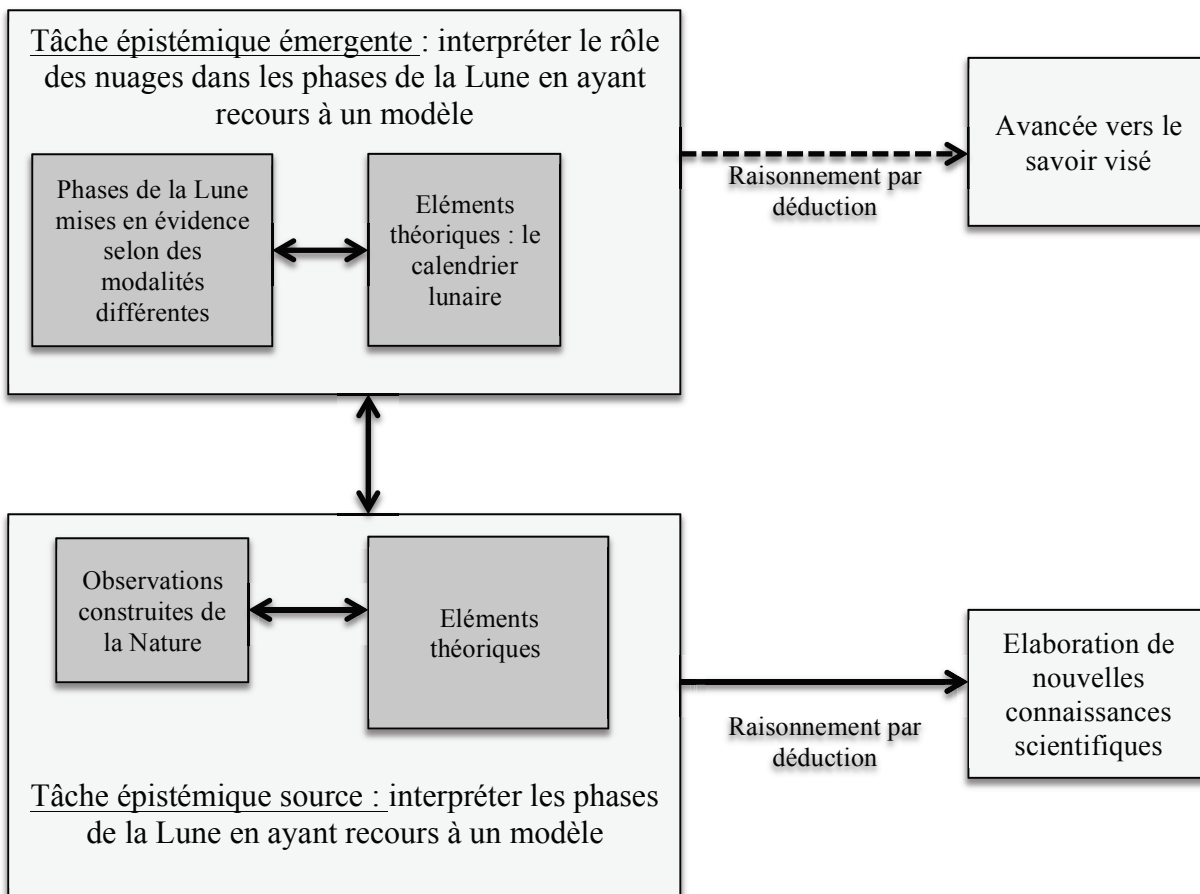 Tâche épistémique émergente : interpréter le rôle
des nuages dans les phases de la Lune en ayant
recours à un modèle
Phases de la Lune
mises en évidence
selon des
modalités
différentes
Eléments
théoriques : le
calendrier
lunaire
Raisonnement par
déduction
Avancée vers le
savoir visé
Observations
construites de
la Nature
Eléments
théoriques
Tâche épistémique source : interpréter les phases
de la Lune en ayant recours à un modèle
Raisonnement par
déduction
Elaboration de
nouvelles
connaissances
scientifiques